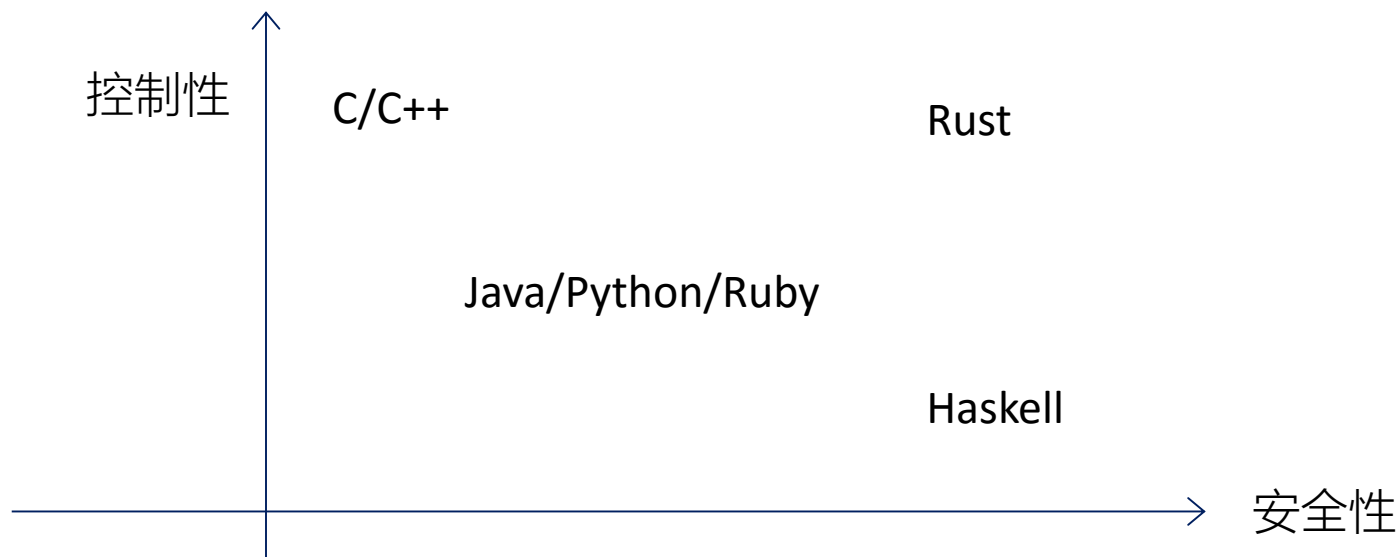 控制性
C/C++
Rust
Java/Python/Ruby
Haskell
安全性